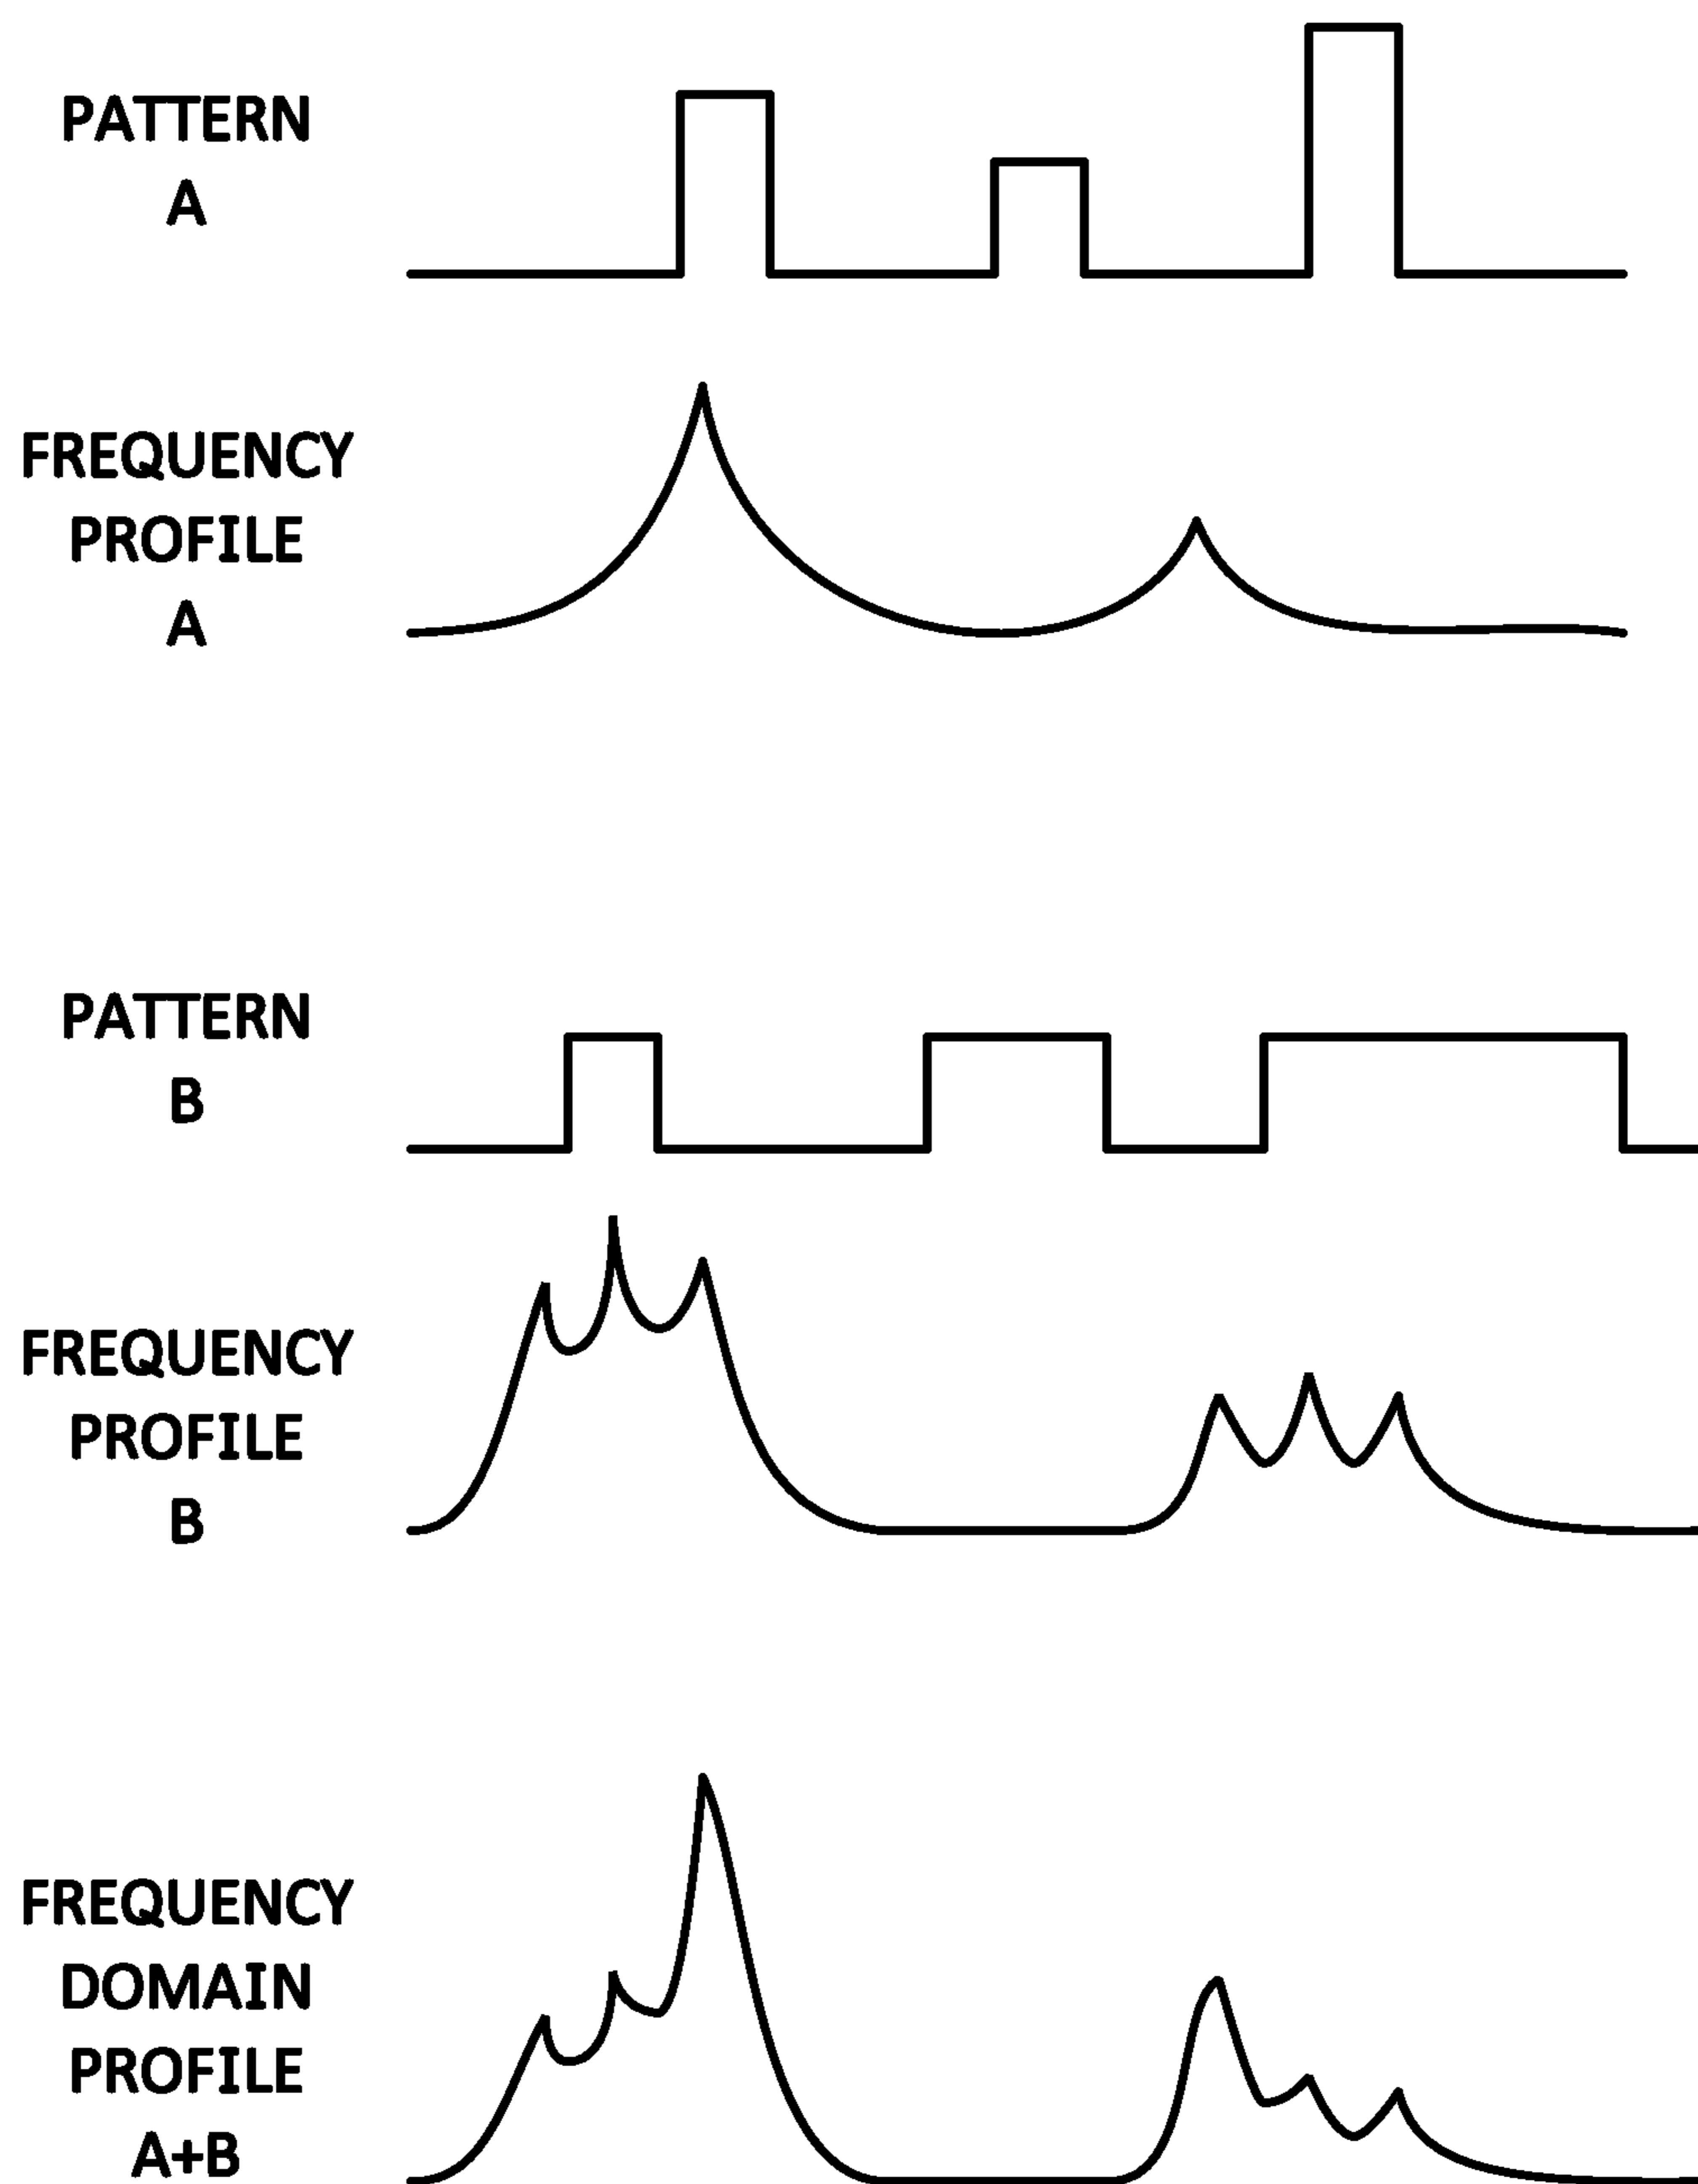 PATTERN
A
FREQUENCY
PROFILE
A
PATTERN
B
FREQUENCY
PROFILE
B
FREQUENCY
DOMAIN
PROFILE
A+B